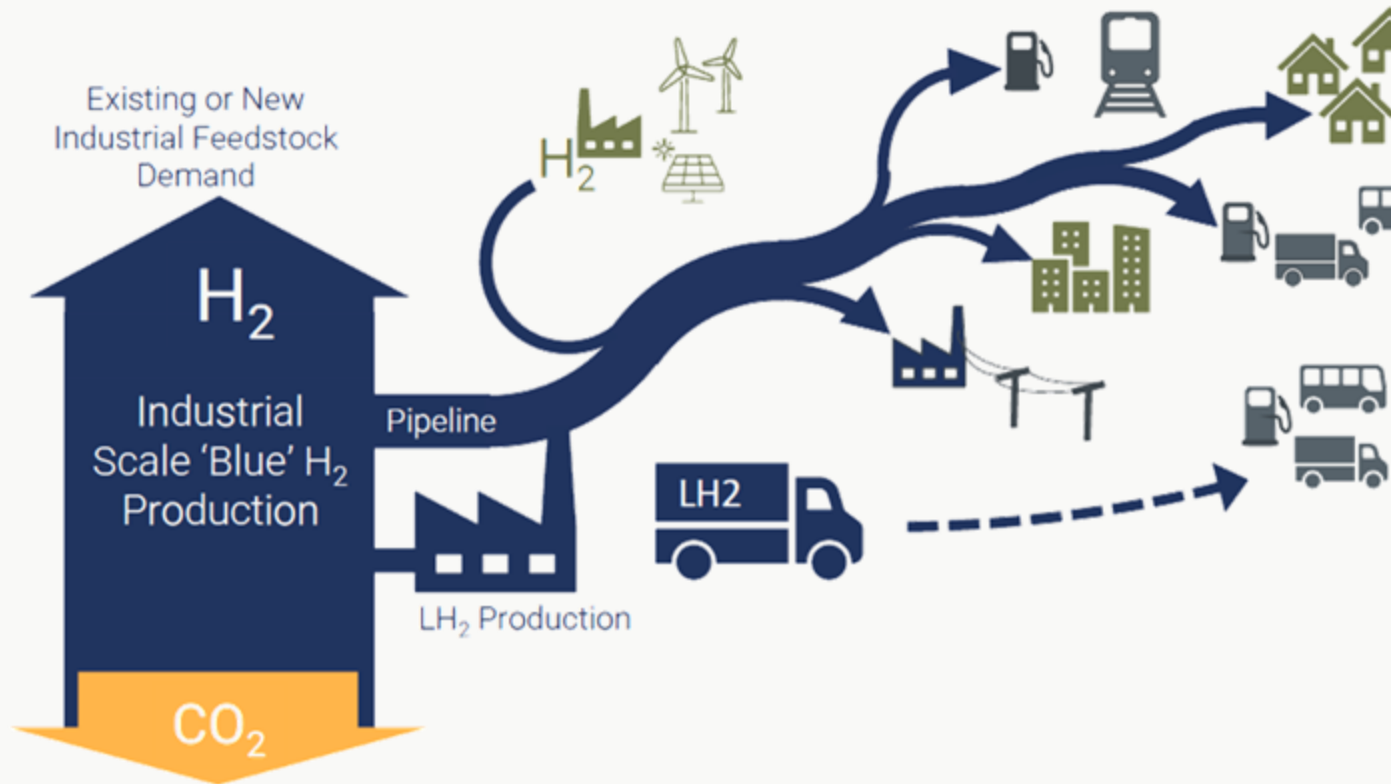 Existing or New
Industrial Feedstock
Demand
H₂
Industrial
Scale ‘Blue’ H₂
Production
CO₂
Pipeline
LH₂ Production
H₂
LH2